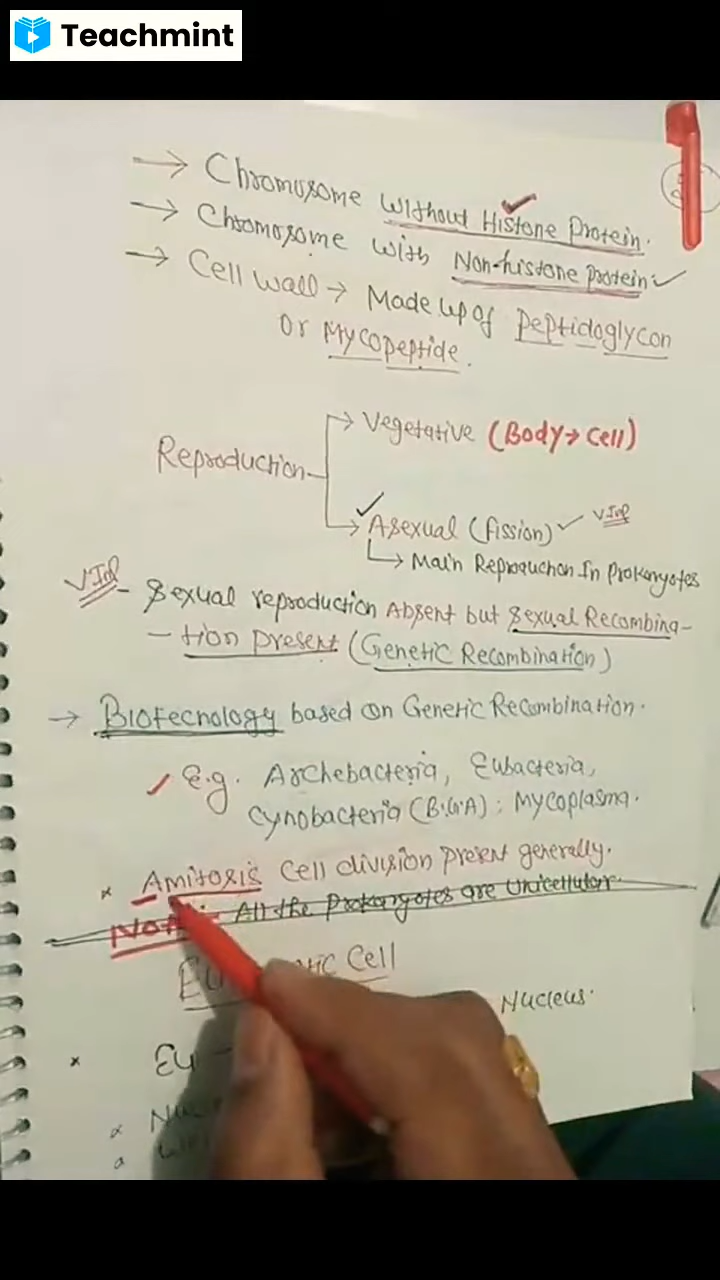 Teachmint
→ Chromosome without Histone Protein.
→ Chromosome with Non-histone protein ✓
→ Cell wall → Made up of Peptidoglycon
Or Mycopeptide.
→ Vegetative (Body → Cell)
Reproduction
→ Asexual (Fission) ✓ V.Imp
→ Main Reproduction In Prokaryotes
V.Imp - Sexual reproduction Absent but Sexual Recombina-
-tion present (Genetic Recombination)
→ Biotecnology based on Genetic Recombination.
E.g. Archebacteria, Eubacteria,
Cynobacteria (B.G.A) : Mycoplasma.
× Amitosis Cell division present generally.
All the Prokaryotes are Unicellular.
Cell
Nucleus.
× Eu -